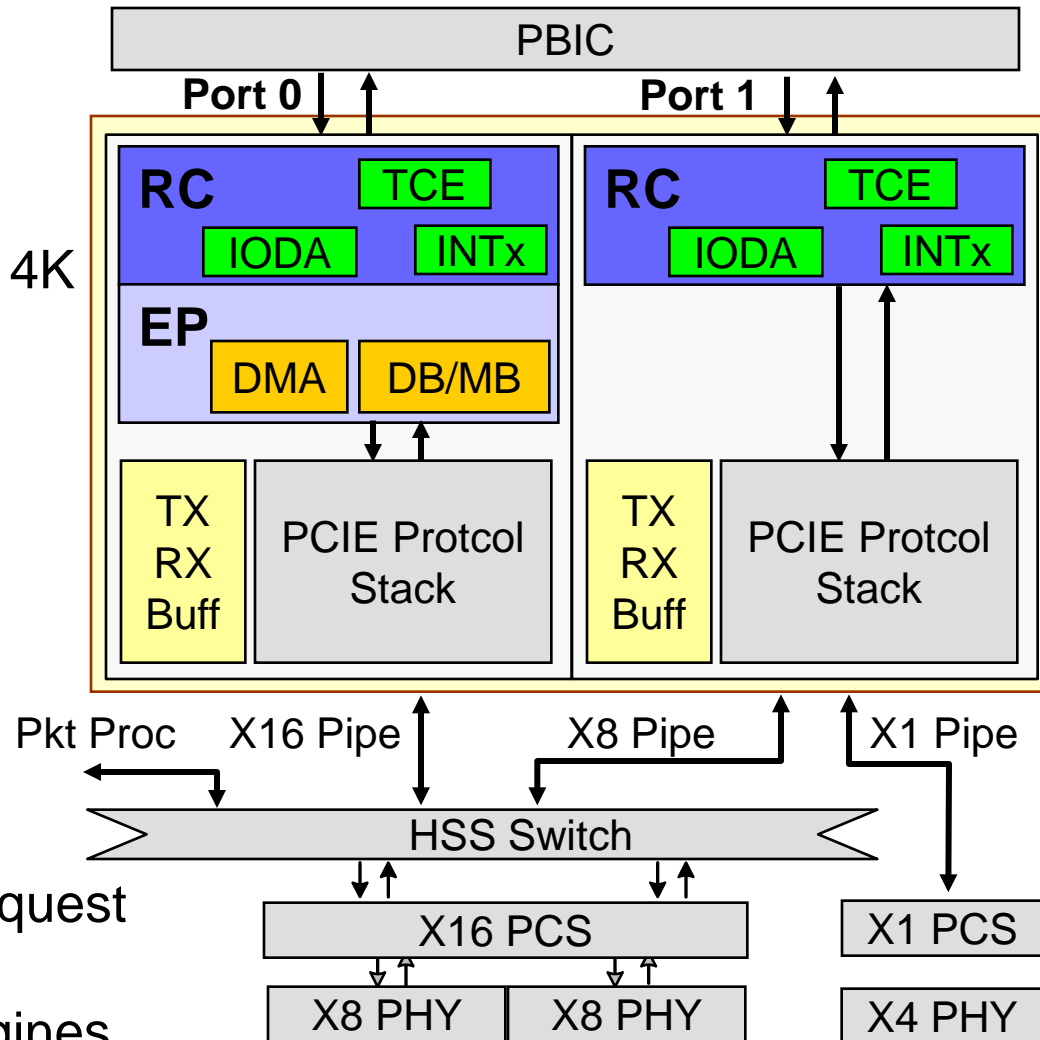 PBIC
Port 0
Port 1
RC
TCE
IODA
INTx
RC
TCE
IODA
INTx
4K
EP
DMA
DB/MB
TX
RX
Buff
PCIE Protcol
Stack
TX
RX
Buff
PCIE Protcol
Stack
Pkt Proc
X16 Pipe
X8 Pipe
X1 Pipe
HSS Switch
quest
X16 PCS
X1 PCS
X8 PHY
X8 PHY
X4 PHY
gines